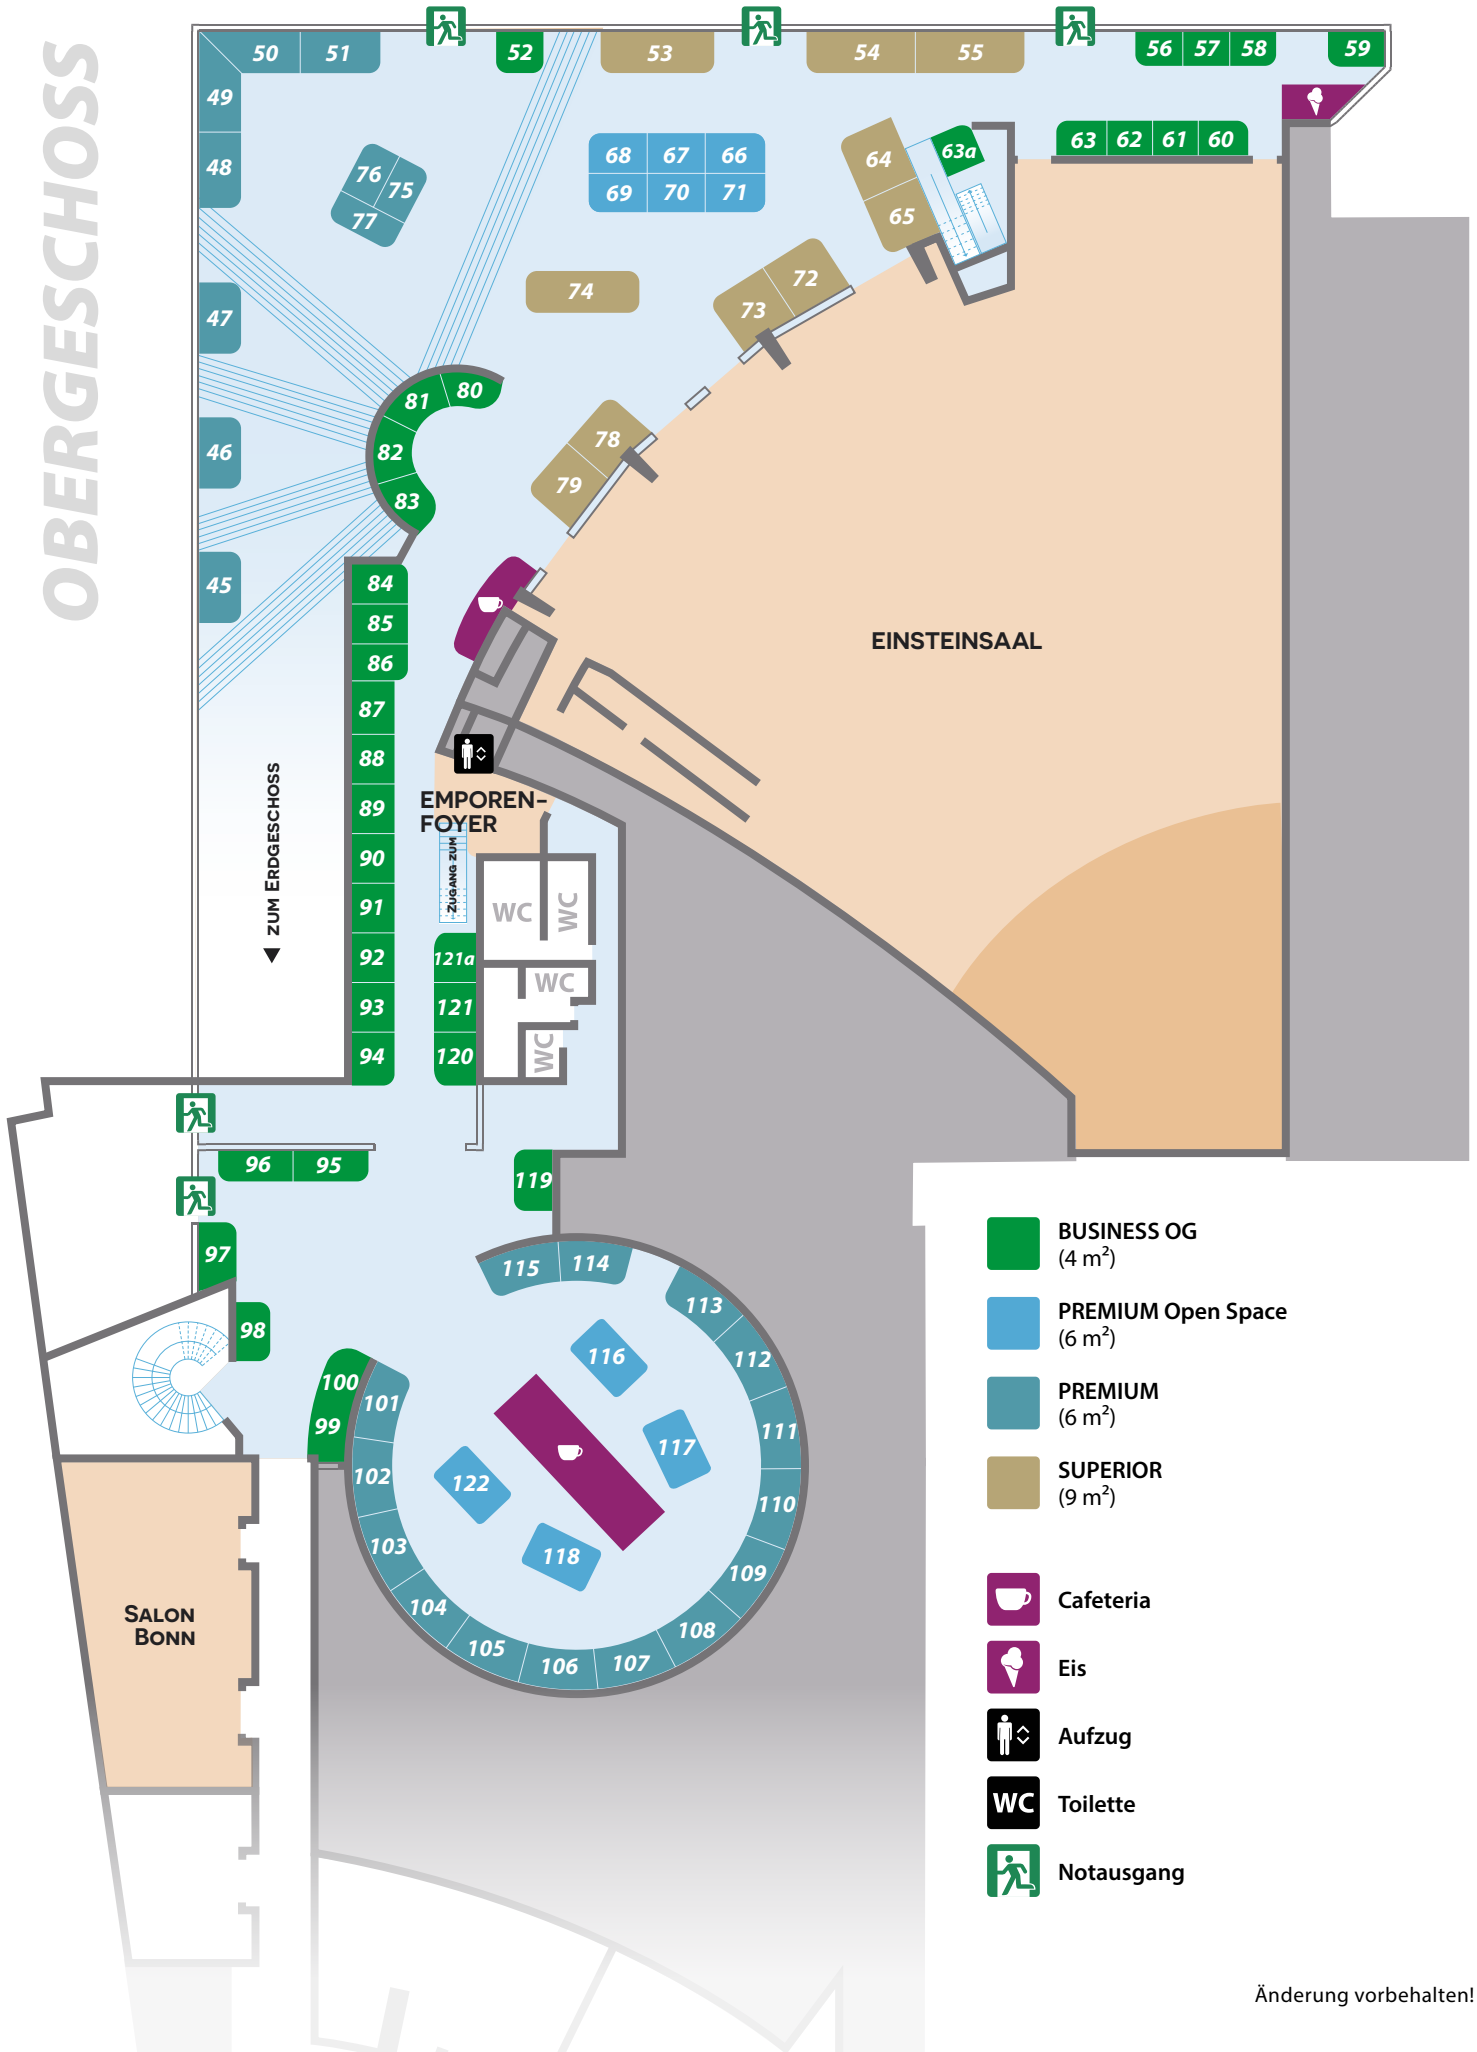 OBERGESCHOSS
50
51
52
53
54
55
56
57
58
59
49
48
76
75
77
68
67
66
69
70
71
64
65
63a
63
62
61
60
47
74
72
73
46
81
80
82
83
78
79
45
84
85
86
87
88
89
90
91
92
93
94
EINSTEINSAAL
EMPOREN-
FOYER
ZUGANG ZUM
ZUM ERDGESCHOSS
WC
WC
WC
WC
121a
121
120
96
95
119
97
98
115
114
113
112
111
110
109
108
107
106
105
104
103
102
101
100
99
116
117
118
122
SALON
BONN
BUSINESS OG
(4 m²)
PREMIUM Open Space
(6 m²)
PREMIUM
(6 m²)
SUPERIOR
(9 m²)
Cafeteria
Eis
Aufzug
WC Toilette
Notausgang
Änderung vorbehalten!